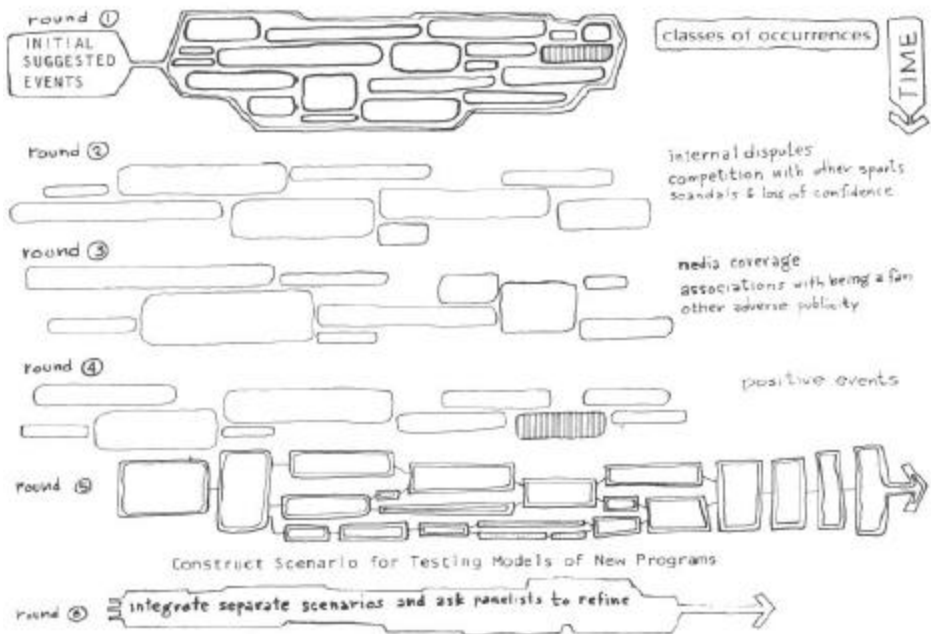 round ①
INITIAL
SUGGESTED
EVENTS
classes of occurrences
TIME
round ②
internal disputes
competition with other sports
scandals & loss of confidence
round ③
media coverage
associations with being a fan
other adverse publicity
round ④
positive events
round ⑤
Construct Scenario for Testing Models of New Programs
round ⑥
integrate separate scenarios and ask panelists to refine